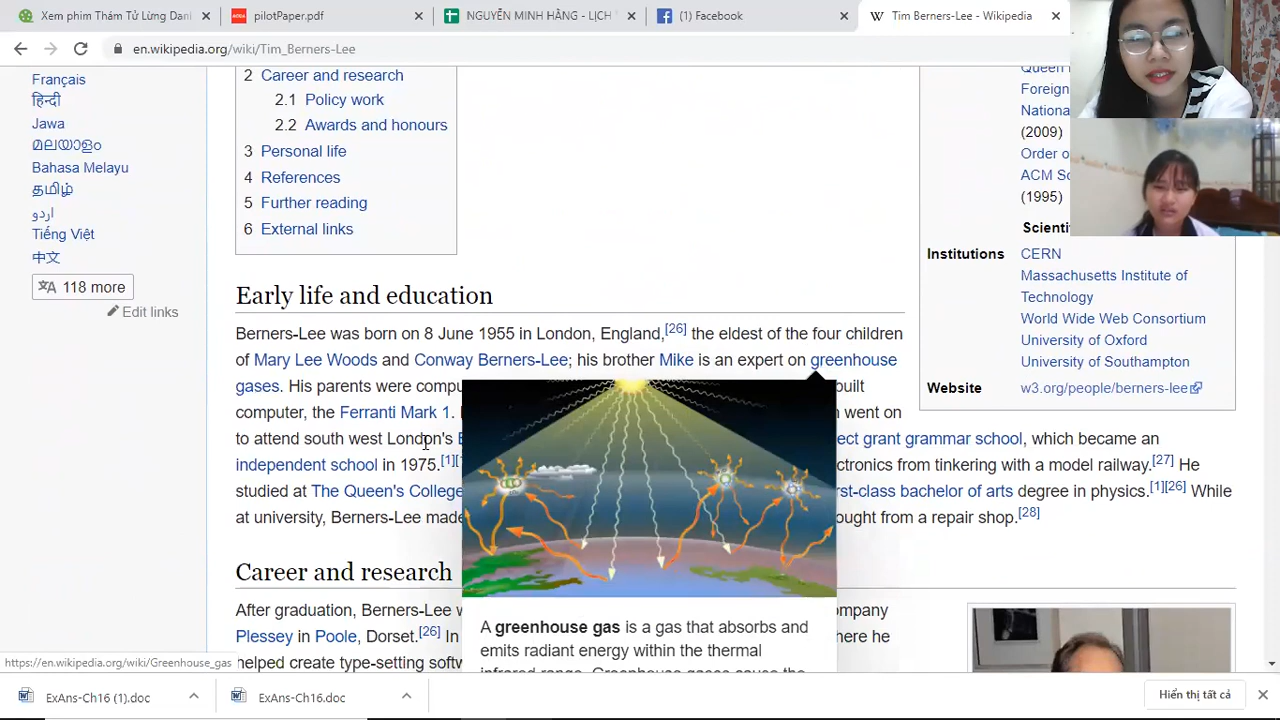 Xem phim Thám Tử Lừng Dan
pilotPaper.pdf
NGUYỄN MINH HẰNG - LỊCH
(1) Facebook
Tim Berners-Lee - Wikipedia
en.wikipedia.org/wiki/Tim_Berners-Lee
Français
हिन्दी
Jawa
മലയാളം
Bahasa Melayu
தமிழ்
اردو
Tiếng Việt
中文
118 more
Edit links
2 Career and research
2.1 Policy work
2.2 Awards and honours
3 Personal life
4 References
5 Further reading
6 External links
Queen
Foreign
Nationa
(2009)
Order o
ACM So
(1995)
Scienti
Institutions CERN
Massachusetts Institute of
Technology
World Wide Web Consortium
University of Oxford
University of Southampton
Website w3.org/people/berners-lee
Early life and education
Berners-Lee was born on 8 June 1955 in London, England,[26] the eldest of the four children
of Mary Lee Woods and Conway Berners-Lee; his brother Mike is an expert on greenhouse
gases. His parents were compu built
computer, the Ferranti Mark 1. went on
to attend south west London's ect grant grammar school, which became an
independent school in 1975.[1] ectronics from tinkering with a model railway.[27] He
studied at The Queen's College rst-class bachelor of arts degree in physics.[1][26] While
at university, Berners-Lee made ought from a repair shop.[28]
A greenhouse gas is a gas that absorbs and
emits radiant energy within the thermal
infrared range. Greenhouse gases cause the
Career and research
After graduation, Berners-Lee ompany
Plessey in Poole, Dorset.[26] In here he
helped create type-setting softw
https://en.wikipedia.org/wiki/Greenhouse_gas
ExAns-Ch16 (1).doc
ExAns-Ch16.doc
Hiển thị tất cả